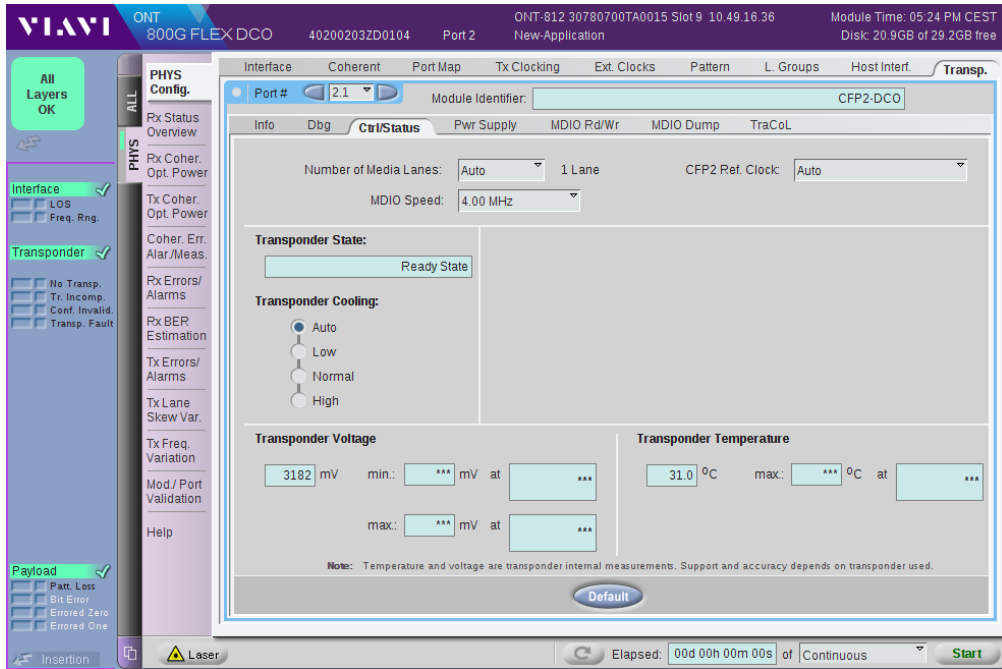 VIAVI
ONT
800G FLEX DCO 40200203ZD0104 Port 2
ONT-812 30780700TA0015 Slot 9 10.49.16.36
New-Application
Module Time: 05:24 PM CEST
Disk: 20.9GB of 29.2GB free
All
Layers
OK
Interface
LOS
Freq. Rng.
Transponder
No Transp.
Tr. Incomp.
Conf. Invalid.
Transp. Fault
Payload
Patt. Loss
Bit Error
Errored Zero
Errored One
Insertion
ALL
PHYS
PHYS
Config.
Rx Status
Overview
Rx Coher.
Opt. Power
Tx Coher.
Opt. Power
Coher. Err.
Alar./Meas.
Rx Errors/
Alarms
Rx BER
Estimation
Tx Errors/
Alarms
Tx Lane
Skew Var.
Tx Freq.
Variation
Mod./ Port
Validation
Help
Interface Coherent Port Map Tx Clocking Ext. Clocks Pattern L. Groups Host Interf. Transp.
Port # 2.1 Module Identifier: CFP2-DCO
Info Dbg Ctrl/Status Pwr Supply MDIO Rd/Wr MDIO Dump TraCoL
Number of Media Lanes: Auto 1 Lane CFP2 Ref. Clock: Auto
MDIO Speed: 4.00 MHz
Transponder State:
Ready State
Transponder Cooling:
Auto
Low
Normal
High
Transponder Voltage
3182 mV min.: *** mV at ***
max.: *** mV at ***
Transponder Temperature
31.0 °C max.: *** °C at ***
Note: Temperature and voltage are transponder internal measurements. Support and accuracy depends on transponder used.
Default
Laser
Elapsed: 00d 00h 00m 00s of Continuous Start